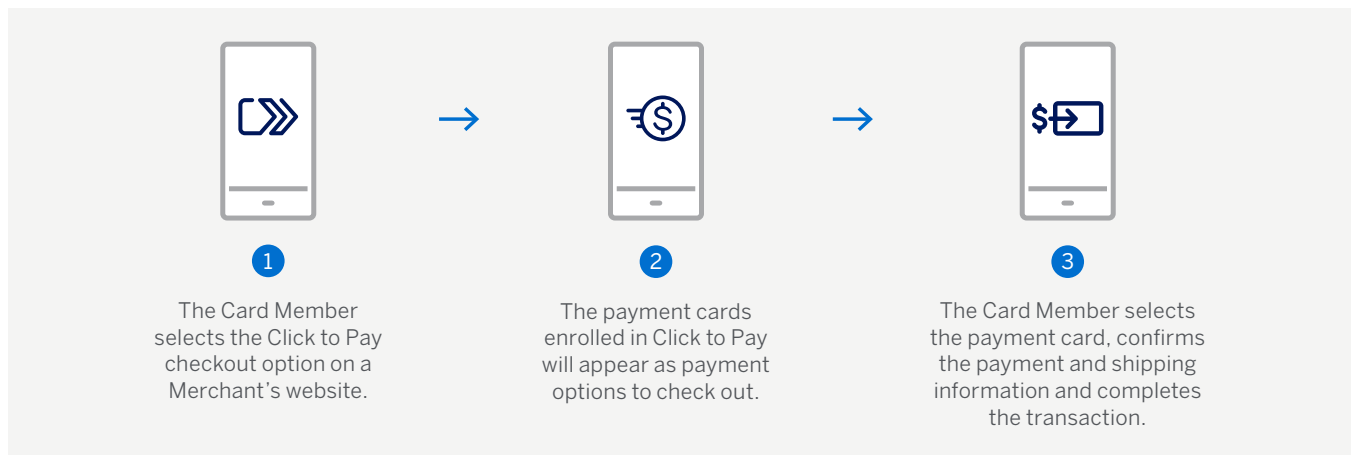 1
The Card Member
selects the Click to Pay
checkout option on a
Merchant’s website.
$
2
The payment cards
enrolled in Click to Pay
will appear as payment
options to check out.
$
3
The Card Member selects
the payment card, confirms
the payment and shipping
information and completes
the transaction.